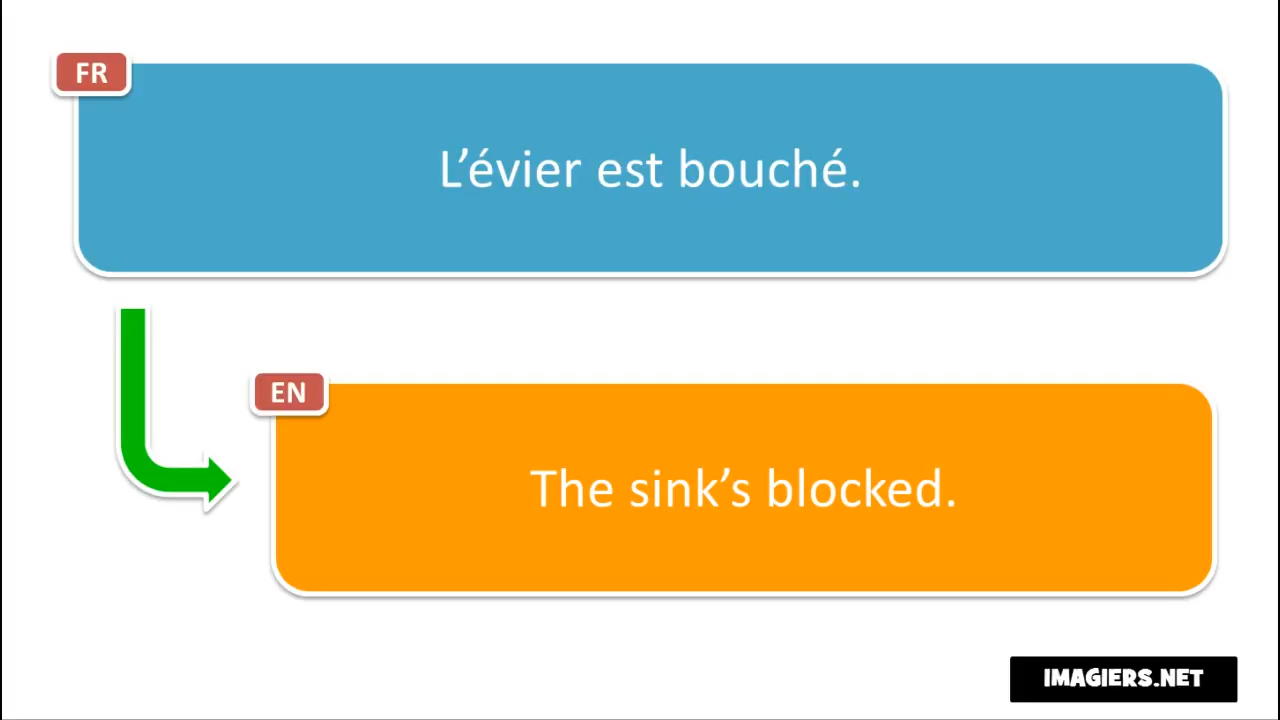 FR
L’évier est bouché.
EN
The sink’s blocked.
IMAGIERS.NET